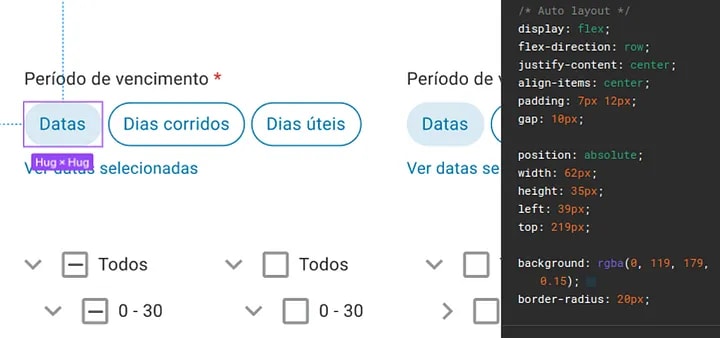 Período de vencimento *
Datas
Dias corridos
Dias úteis
Hug × Hug
Ver datas selecionadas
Todos
Todos
0 - 30
0 - 30
Período de v
Datas
Ver datas se
/* Auto layout */
display: flex;
flex-direction: row;
justify-content: center;
align-items: center;
padding: 7px 12px;
gap: 10px;
position: absolute;
width: 62px;
height: 35px;
left: 39px;
top: 219px;
background: rgba(0, 119, 179,
0.15);
border-radius: 20px;